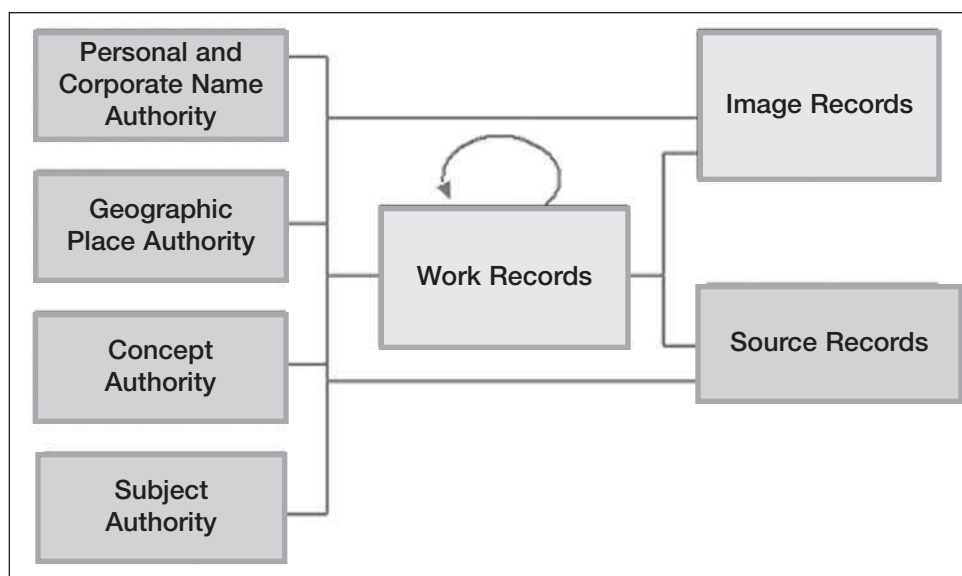 Personal and
Corporate Name
Authority
Geographic
Place Authority
Concept
Authority
Subject
Authority
Work Records
Image Records
Source Records